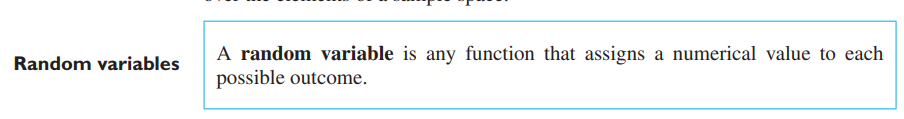 Random variables
A random variable is any function that assigns a numerical value to each
possible outcome.